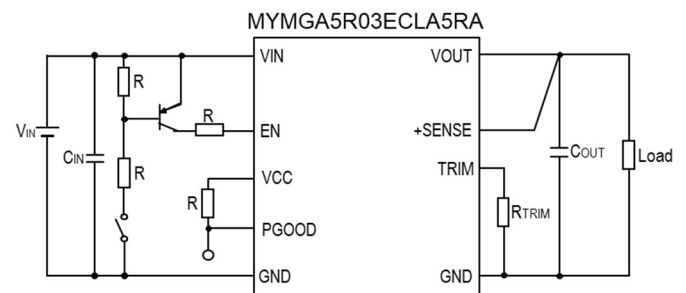 MYMGA5R03ECLA5RA
VIN
VOUT
R
R
VIN
EN
+SENSE
CIN
COUT
Load
R
VCC
TRIM
R
RTRIM
PGOOD
GND
GND